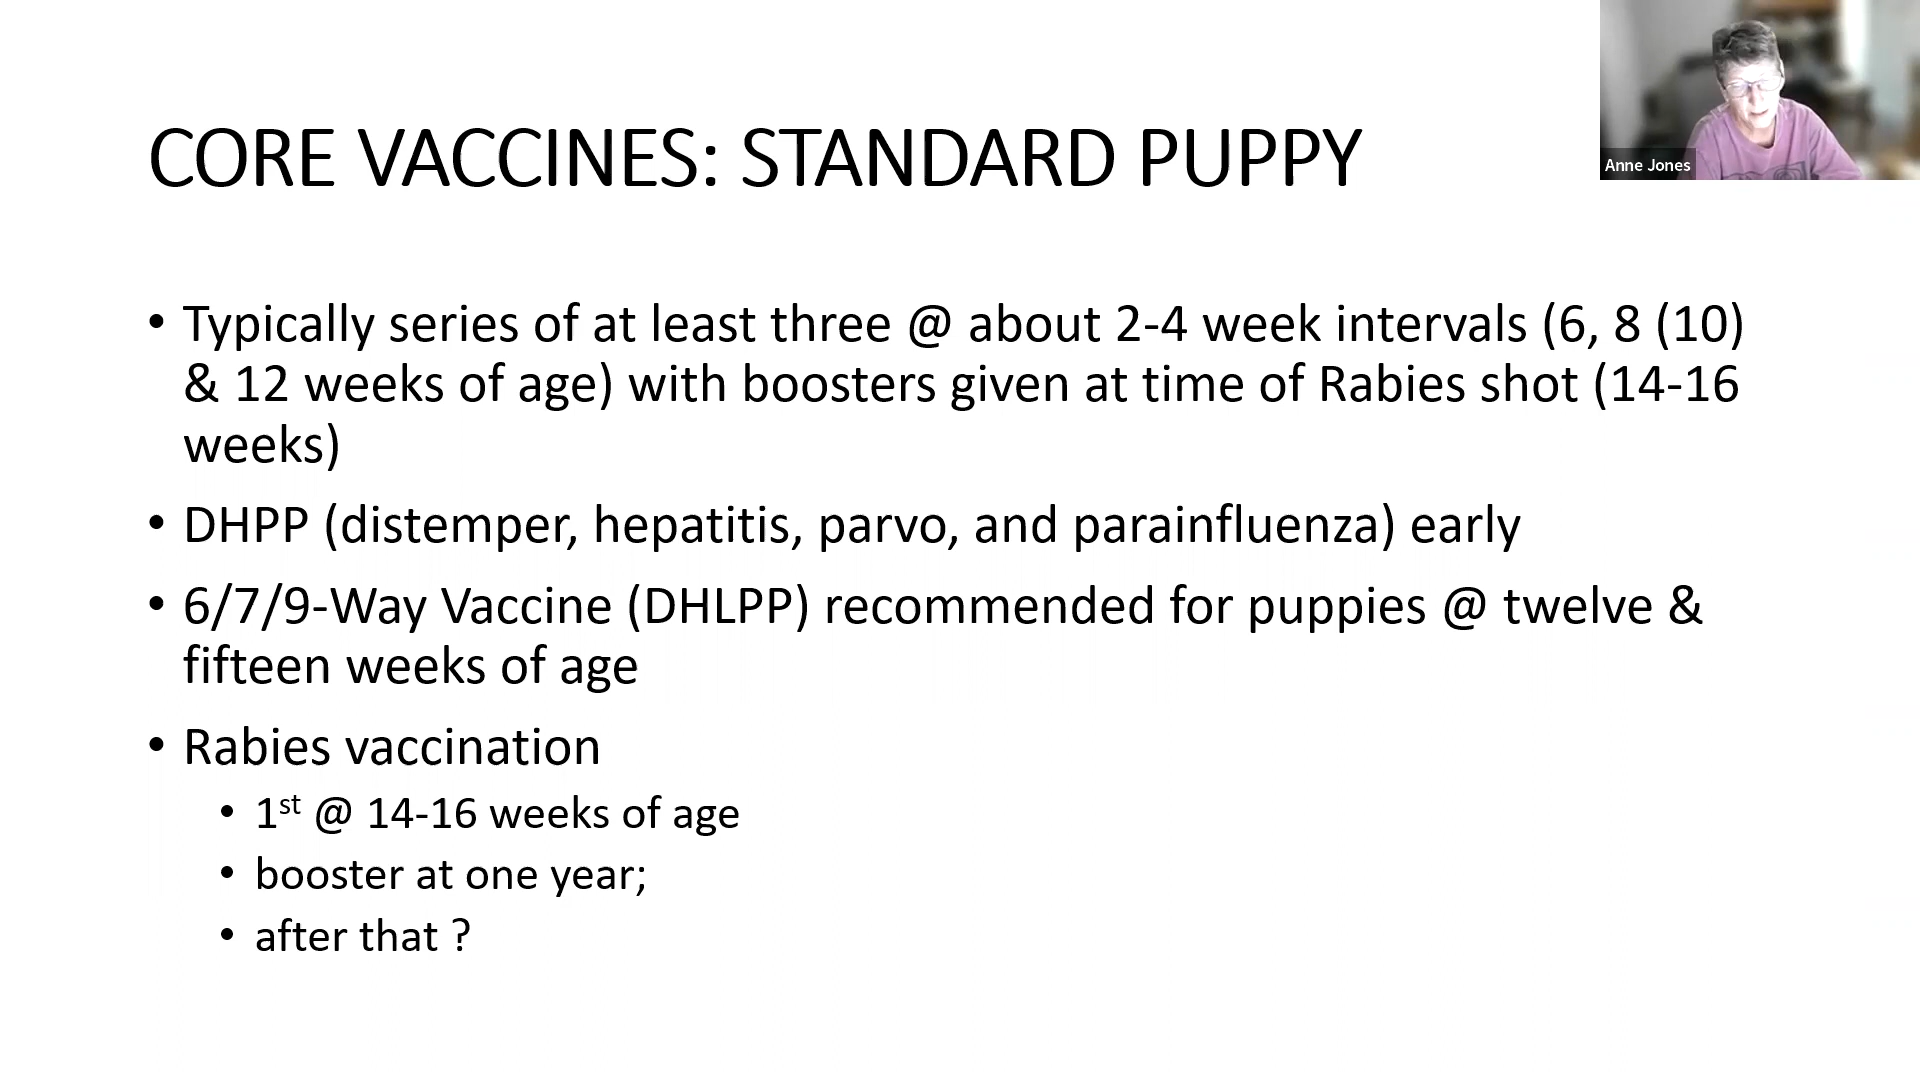 CORE VACCINES: STANDARD PUPPY
Anne Jones
• Typically series of at least three @ about 2-4 week intervals (6, 8 (10)
& 12 weeks of age) with boosters given at time of Rabies shot (14-16
weeks)
• DHPP (distemper, hepatitis, parvo, and parainfluenza) early
• 6/7/9-Way Vaccine (DHLPP) recommended for puppies @ twelve &
fifteen weeks of age
• Rabies vaccination
• 1st @ 14-16 weeks of age
• booster at one year;
• after that ?